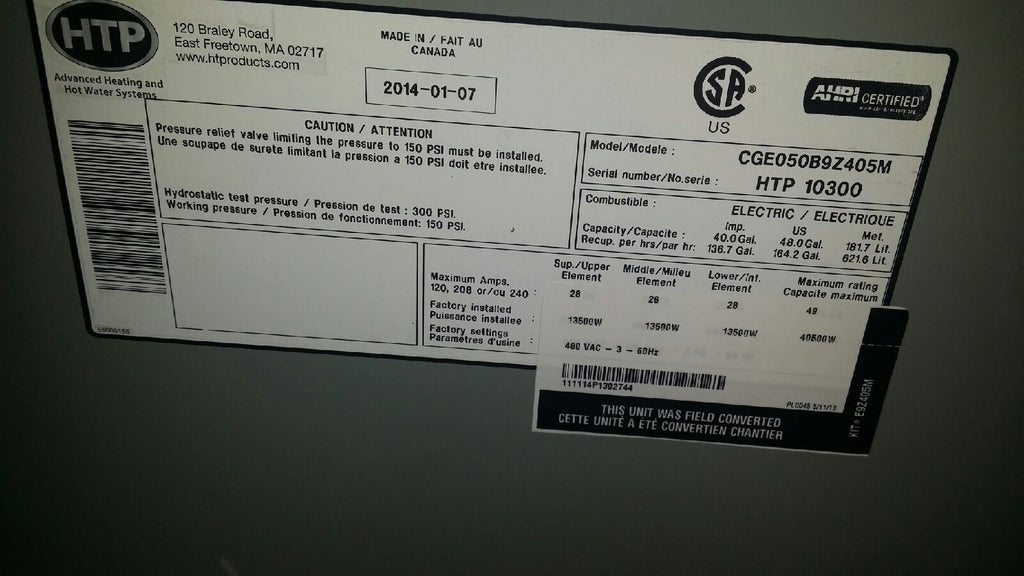 HTP
Advanced Heating and
Hot Water Systems
120 Braley Road,
East Freetown, MA 02717
www.htproducts.com
MADE IN / FAIT AU
CANADA
2014-01-07
SA
US
AHRI CERTIFIED
CAUTION / ATTENTION
Pressure relief valve limiting the pressure to 150 PSI must be installed.
Une soupape de surete limitant la pression a 150 PSI doit etre installee.
Hydrostatic test pressure / Pression de test : 300 PSI.
Working pressure / Pression de fonctionnement: 150 PSI.
Model/Modele : CGE050B9Z405M
Serial number/No.serie : HTP 10300
Combustible : ELECTRIC / ELECTRIQUE
Imp. US Met.
Capacity/Capacite : 40.0 Gal. 48.0 Gal. 181.7 Lit.
Recup. per hrs/par hr: 136.7 Gal. 164.2 Gal. 621.6 Lit.
Sup./Upper Element Middle/Milieu Element Lower/Inf. Element Maximum rating Capacite maximum
Maximum Amps.
120, 208 or/ou 240 : 28 28 28 49
Factory installed
Puissance installee : 13500W 13500W 13500W 40500W
Factory settings
Parametres d'usine : 480 VAC - 3 - 60Hz
111114P1302744
PL0045 5/11/13
THIS UNIT WAS FIELD CONVERTED
CETTE UNITÉ A ÉTÉ CONVERTIEN CHANTIER
KIT# E9Z405M